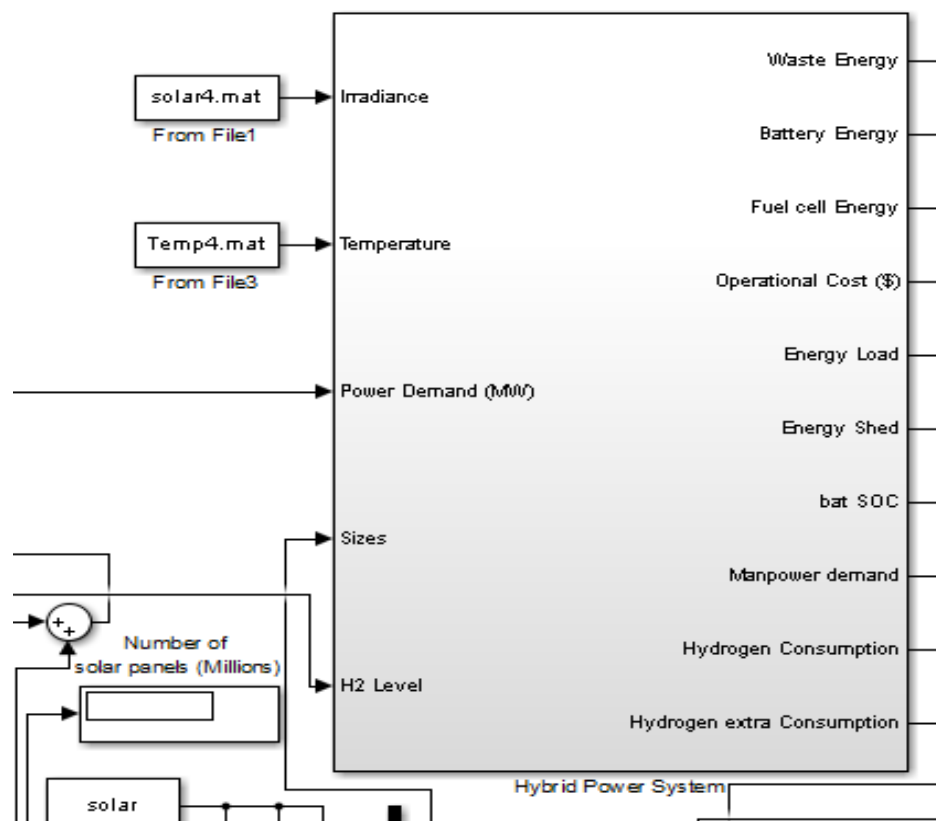 Waste Energy
solar4.mat
Irradiance
From File1
Battery Energy
Fuel cell Energy
Temp4.mat
Temperature
From File3
Operational Cost ($)
Energy Load
Power Demand (MW)
Energy Shed
bat SOC
Sizes
Manpower demand
++
Number of
solar panels (Millions)
Hydrogen Consumption
H2 Level
Hydrogen extra Consumption
Hybrid Power System
solar